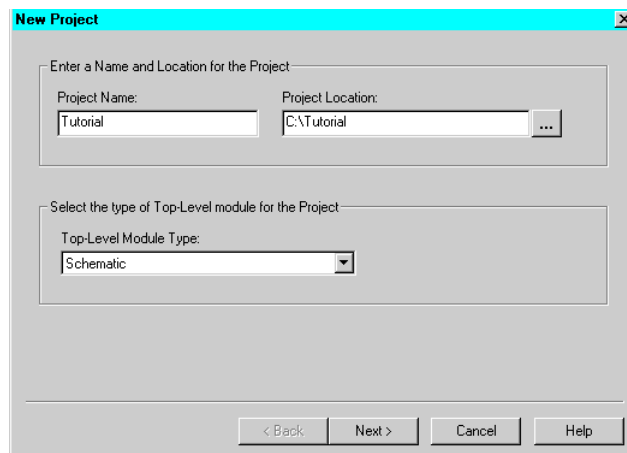 New Project
Enter a Name and Location for the Project
Project Name: Project Location:
Tutorial C:\Tutorial ...
Select the type of Top-Level module for the Project
Top-Level Module Type:
Schematic
< Back Next > Cancel Help